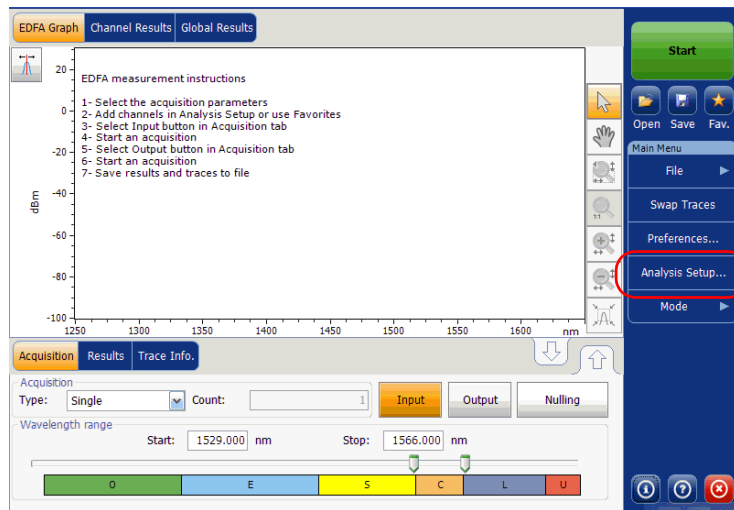 EDFA Graph Channel Results Global Results
EDFA measurement instructions
1- Select the acquisition parameters
2- Add channels in Analysis Setup or use Favorites
3- Select Input button in Acquisition tab
4- Start an acquisition
5- Select Output button in Acquisition tab
6- Start an acquisition
7- Save results and traces to file
dBm
20
0
-20
-40
-60
-80
-100
1250 1300 1350 1400 1450 1500 1550 1600 nm
1:1
Start
Open Save Fav.
Main Menu
File
Swap Traces
Preferences...
Analysis Setup...
Mode
Acquisition Results Trace Info.
Acquisition
Type: Single Count: 1 Input Output Nulling
Wavelength range
Start: 1529.000 nm Stop: 1566.000 nm
O E S C L U